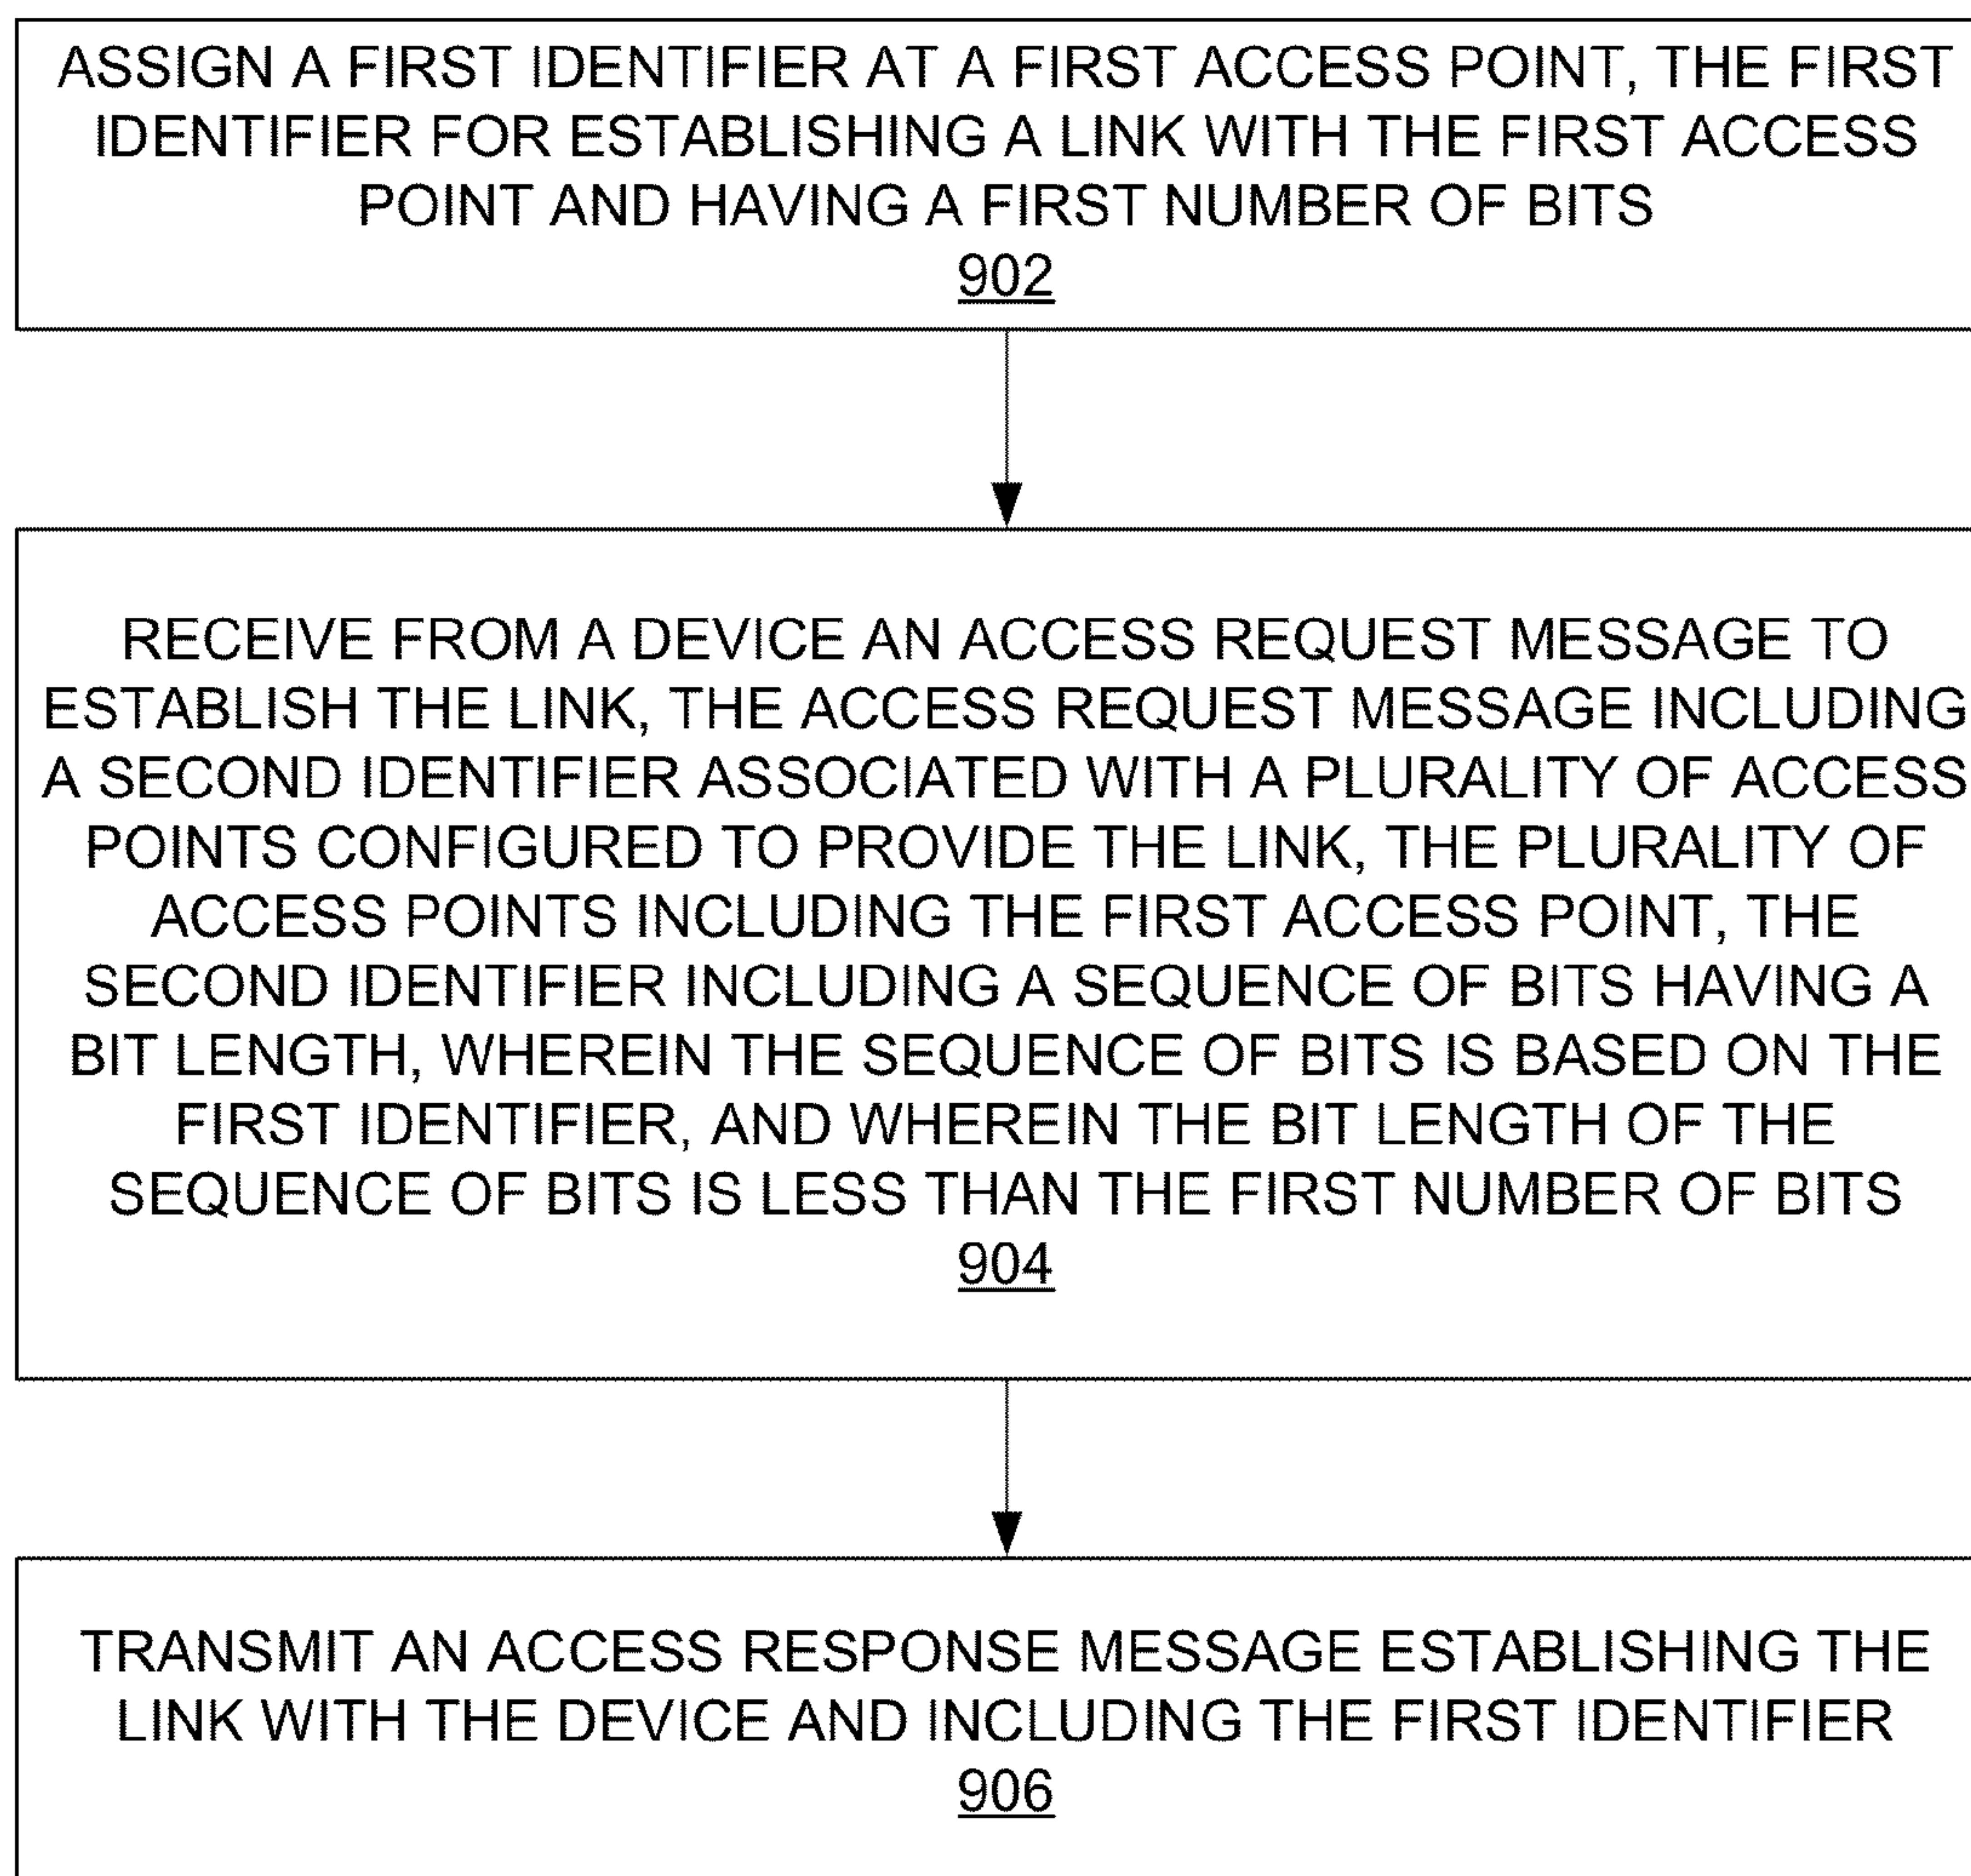 ASSIGN A FIRST IDENTIFIER AT A FIRST ACCESS POINT, THE FIRST
IDENTIFIER FOR ESTABLISHING A LINK WITH THE FIRST ACCESS
POINT AND HAVING A FIRST NUMBER OF BITS
902
RECEIVE FROM A DEVICE AN ACCESS REQUEST MESSAGE TO
ESTABLISH THE LINK, THE ACCESS REQUEST MESSAGE INCLUDING
A SECOND IDENTIFIER ASSOCIATED WITH A PLURALITY OF ACCESS
POINTS CONFIGURED TO PROVIDE THE LINK, THE PLURALITY OF
ACCESS POINTS INCLUDING THE FIRST ACCESS POINT, THE
SECOND IDENTIFIER INCLUDING A SEQUENCE OF BITS HAVING A
BIT LENGTH, WHEREIN THE SEQUENCE OF BITS IS BASED ON THE
FIRST IDENTIFIER, AND WHEREIN THE BIT LENGTH OF THE
SEQUENCE OF BITS IS LESS THAN THE FIRST NUMBER OF BITS
904
TRANSMIT AN ACCESS RESPONSE MESSAGE ESTABLISHING THE
LINK WITH THE DEVICE AND INCLUDING THE FIRST IDENTIFIER
906